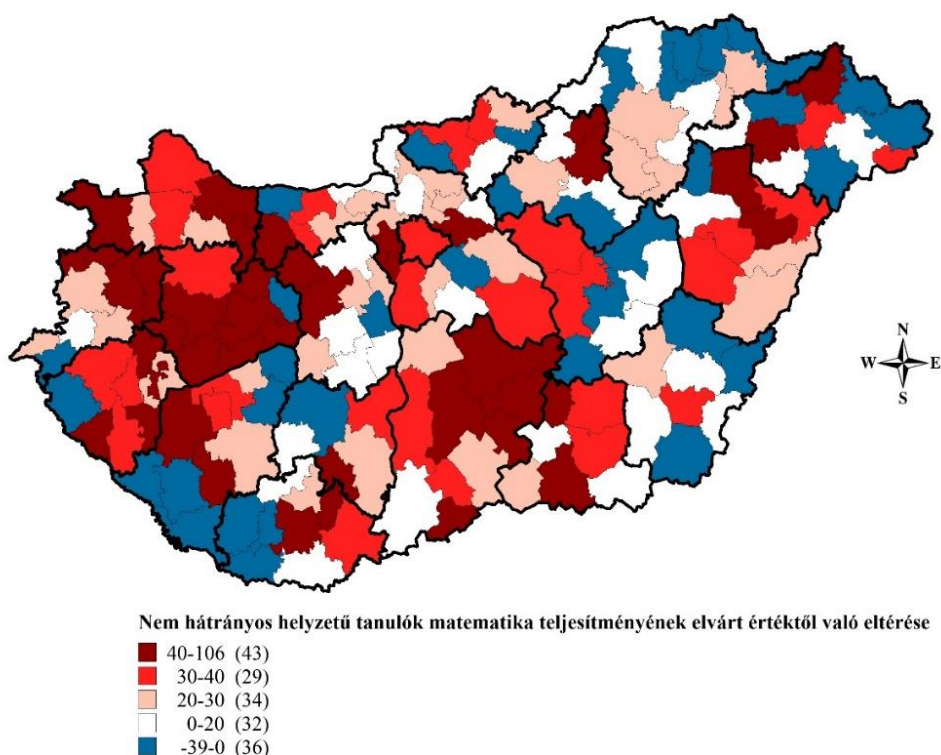 N
W E
S
Nem hátrányos helyzetű tanulók matematika teljesítményének elvárt értéktől való eltérése
40-106 (43)
30-40 (29)
20-30 (34)
0-20 (32)
-39-0 (36)